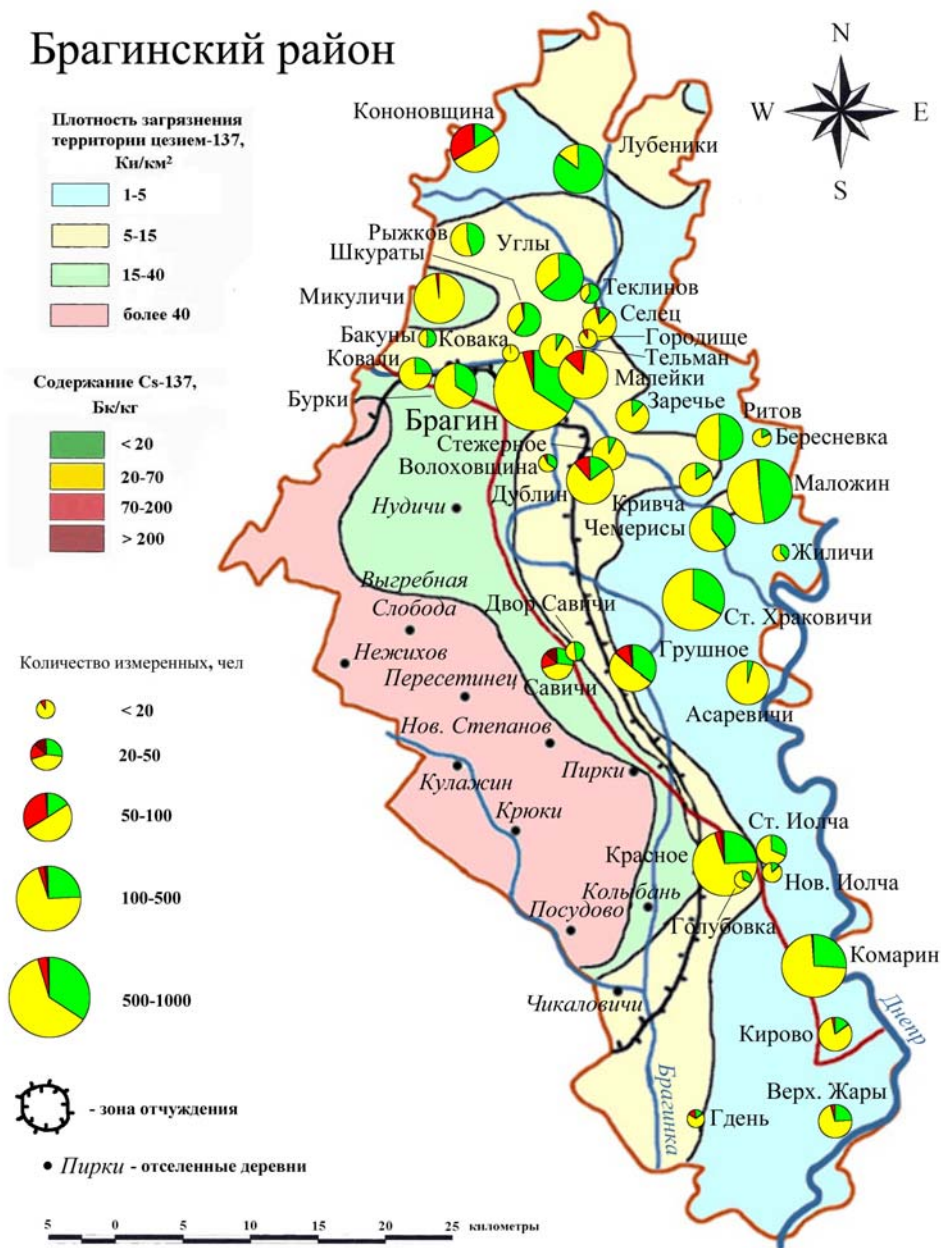 Брагинский район
N
W
E
S
Плотность загрязнения
территории цезием-137,
Ки/км²
1-5
5-15
15-40
более 40
Содержание Cs-137,
Бк/кг
< 20
20-70
70-200
> 200
Количество измеренных, чел
< 20
20-50
50-100
100-500
500-1000
- зона отчуждения
Пирки - отселенные деревни
5 0 5 10 15 20 25 километры
Кононовщина
Лубеники
Рыжков
Углы
Шкураты
Теклинов
Микуличи
Селец
Бакуны
Ковака
Городище
Ковали
Тельман
Малейки
Бурки
Заречье
Брагин
Ритов
Стежерное
Бересневка
Волоховщина
Дублин
Маложин
Кривча
Нудичи
Чемерисы
Жиличи
Выгребная
Слобода
Двор Савичи
Ст. Храковичи
Нежихов
Грушное
Пересетинец
Савичи
Асаревичи
Нов. Степанов
Пирки
Кулажин
Крюки
Ст. Иолча
Красное
Нов. Иолча
Колыбань
Голубовка
Посудово
Комарин
Чикаловичи
Днепр
Кирово
Брагинка
Верх. Жары
Гдень